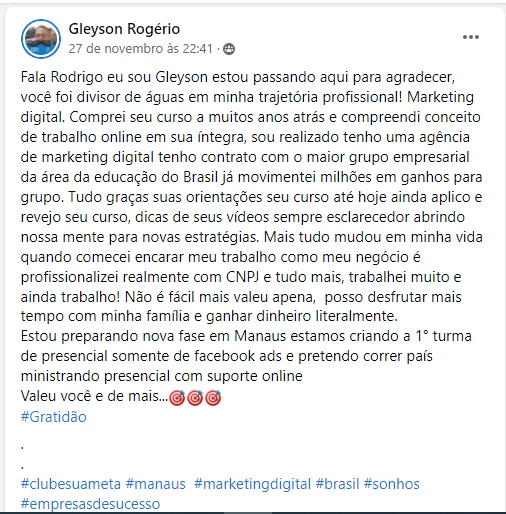 Gleyson Rogério
27 de novembro às 22:41 ·
Fala Rodrigo eu sou Gleyson estou passando aqui para agradecer,
você foi divisor de águas em minha trajetória profissional! Marketing
digital. Comprei seu curso a muitos anos atrás e compreendi conceito
de trabalho online em sua íntegra, sou realizado tenho uma agência
de marketing digital tenho contrato com o maior grupo empresarial
da área da educação do Brasil já movimentei milhões em ganhos para
grupo. Tudo graças suas orientações seu curso até hoje ainda aplico e
revejo seu curso, dicas de seus vídeos sempre esclarecedor abrindo
nossa mente para novas estratégias. Mais tudo mudou em minha vida
quando comecei encarar meu trabalho como meu negócio é
profissionalizei realmente com CNPJ e tudo mais, trabalhei muito e
ainda trabalho! Não é fácil mais valeu apena,  posso desfrutar mais
tempo com minha família e ganhar dinheiro literalmente.
Estou preparando nova fase em Manaus estamos criando a 1° turma
de presencial somente de facebook ads e pretendo correr país
ministrando presencial com suporte online
Valeu você e de mais...🎯🎯🎯
#Gratidão
.
.
#clubesuameta #manaus  #marketingdigital #brasil #sonhos
#empresasdesucesso